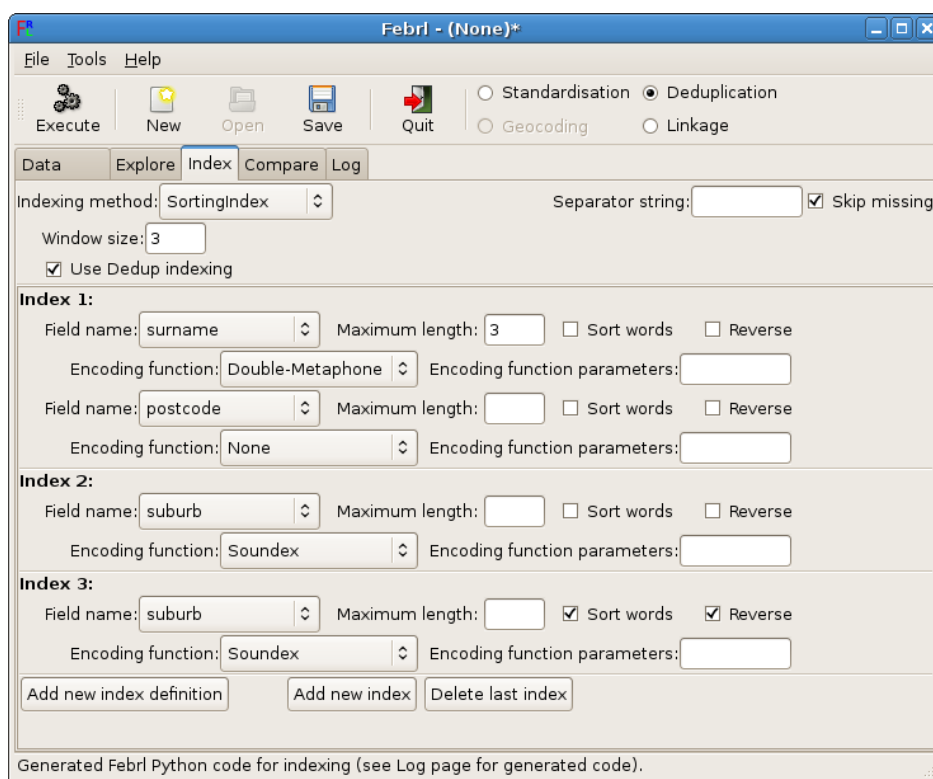 Febrl - (None)*
File Tools Help
Standardisation Deduplication
Execute New Open Save Quit Geocoding Linkage
Data Explore Index Compare Log
Indexing method: SortingIndex Separator string: Skip missing
Window size: 3
Use Dedup indexing
Index 1:
Field name: surname Maximum length: 3 Sort words Reverse
Encoding function: Double-Metaphone Encoding function parameters:
Field name: postcode Maximum length: Sort words Reverse
Encoding function: None Encoding function parameters:
Index 2:
Field name: suburb Maximum length: Sort words Reverse
Encoding function: Soundex Encoding function parameters:
Index 3:
Field name: suburb Maximum length: Sort words Reverse
Encoding function: Soundex Encoding function parameters:
Add new index definition Add new index Delete last index
Generated Febrl Python code for indexing (see Log page for generated code).